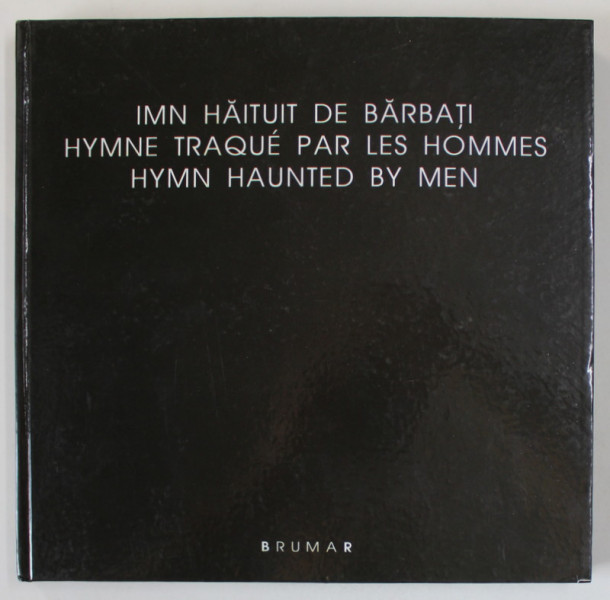 IMN HĂITUIT DE BĂRBAȚI
HYMNE TRAQUÉ PAR LES HOMMES
HYMN HAUNTED BY MEN
BRUMAR